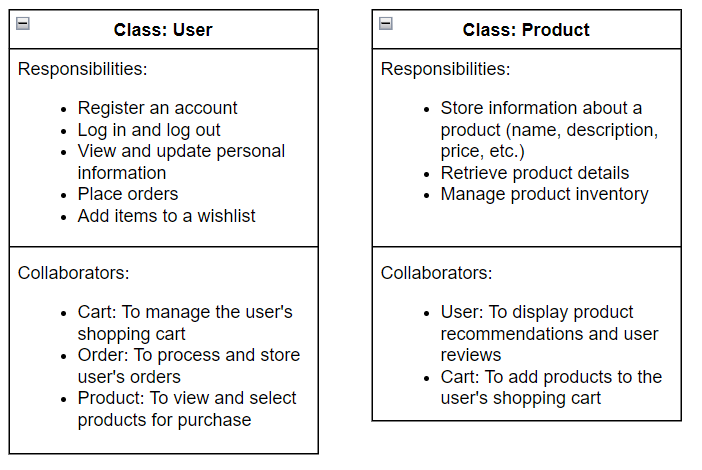 Class: User
Responsibilities:
• Register an account
• Log in and log out
• View and update personal
information
• Place orders
• Add items to a wishlist
Collaborators:
• Cart: To manage the user's
shopping cart
• Order: To process and store
user's orders
• Product: To view and select
products for purchase
Class: Product
Responsibilities:
• Store information about a
product (name, description,
price, etc.)
• Retrieve product details
• Manage product inventory
Collaborators:
• User: To display product
recommendations and user
reviews
• Cart: To add products to the
user's shopping cart